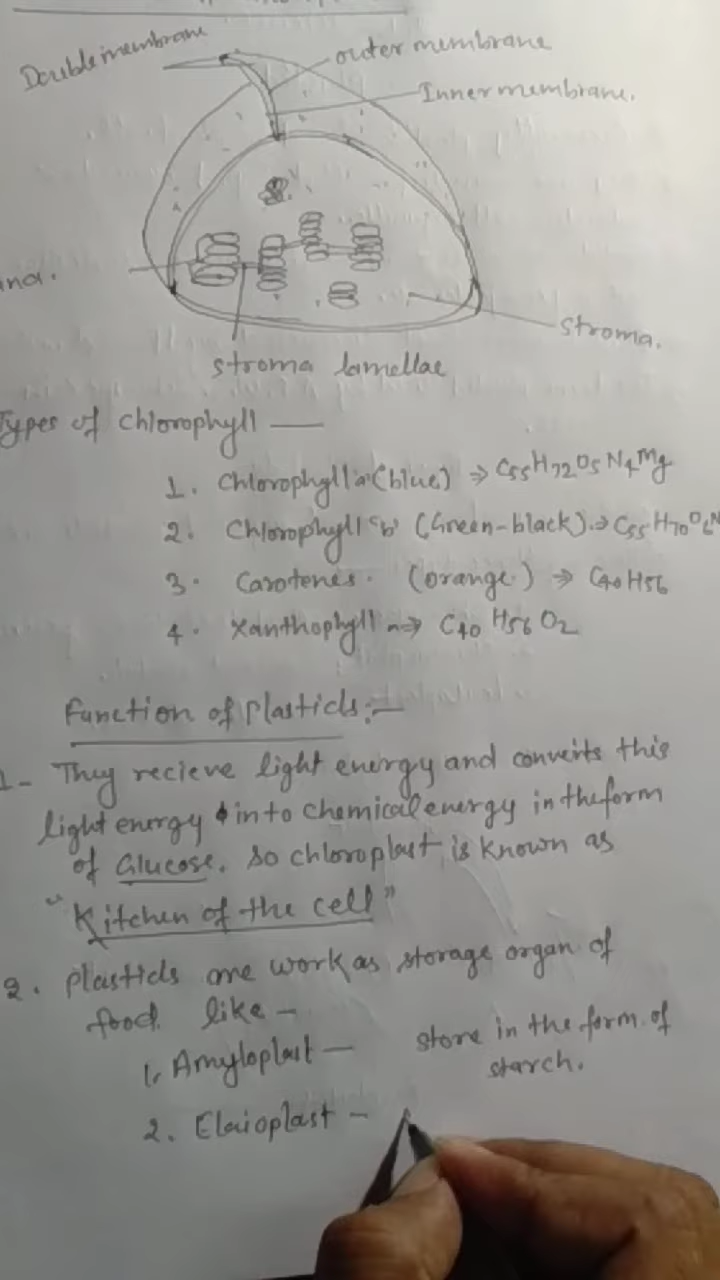 Double membrane
outer membrane
Inner membrane.
na.
stroma.
stroma lamellae
Types of chlorophyll —
1. Chlorophyll 'a' (blue) ⇒ C55H72O5N4Mg
2. Chlorophyll 'b' (Green-black). ⇒ C55H70O6N
3. Carotenes. (orange) ⇒ C40H56
4. Xanthophyll ⇒ C40H56O2
Function of Plastids:—
1- They recieve light energy and converts this
light energy into chemical energy in the form
of Glucose. so chloroplast is known as
"Kitchen of the cell"
2. Plastids are work as storage organ of
food like —
1. Amyloplast — store in the form of
starch.
2. Elaioplast —